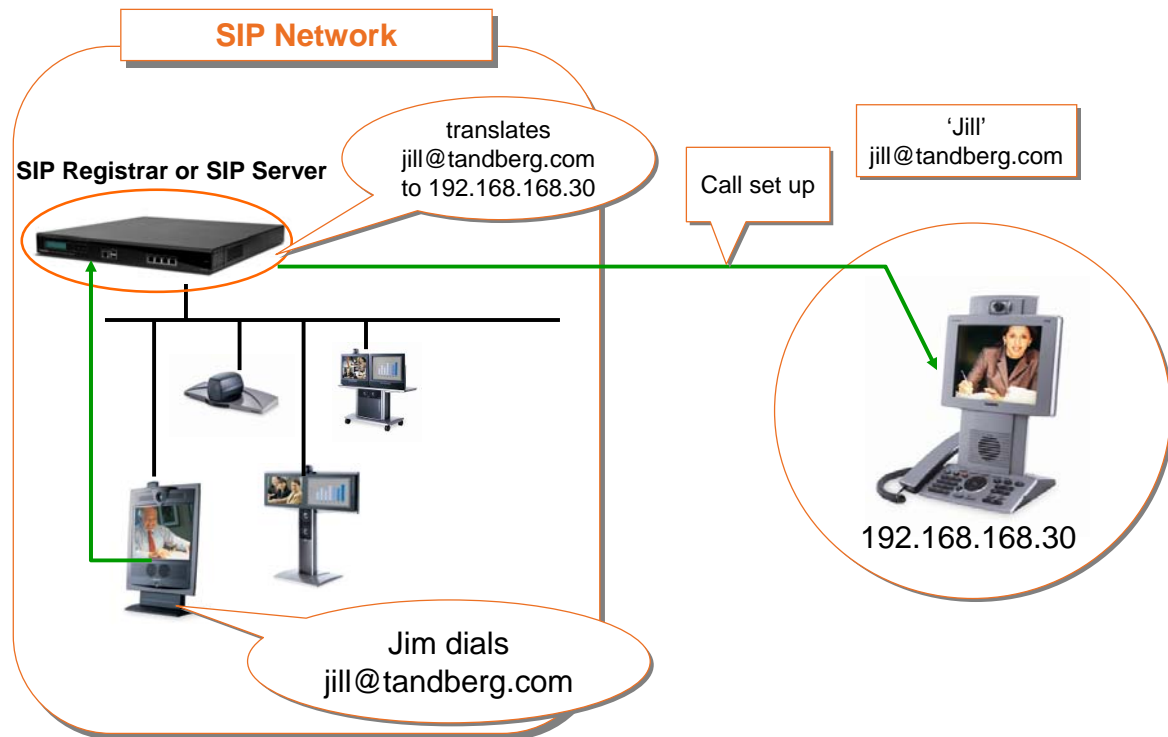 SIP Network
translates
jill@tandberg.com
to 192.168.168.30
SIP Registrar or SIP Server
'Jill'
jill@tandberg.com
Call set up
192.168.168.30
Jim dials
jill@tandberg.com